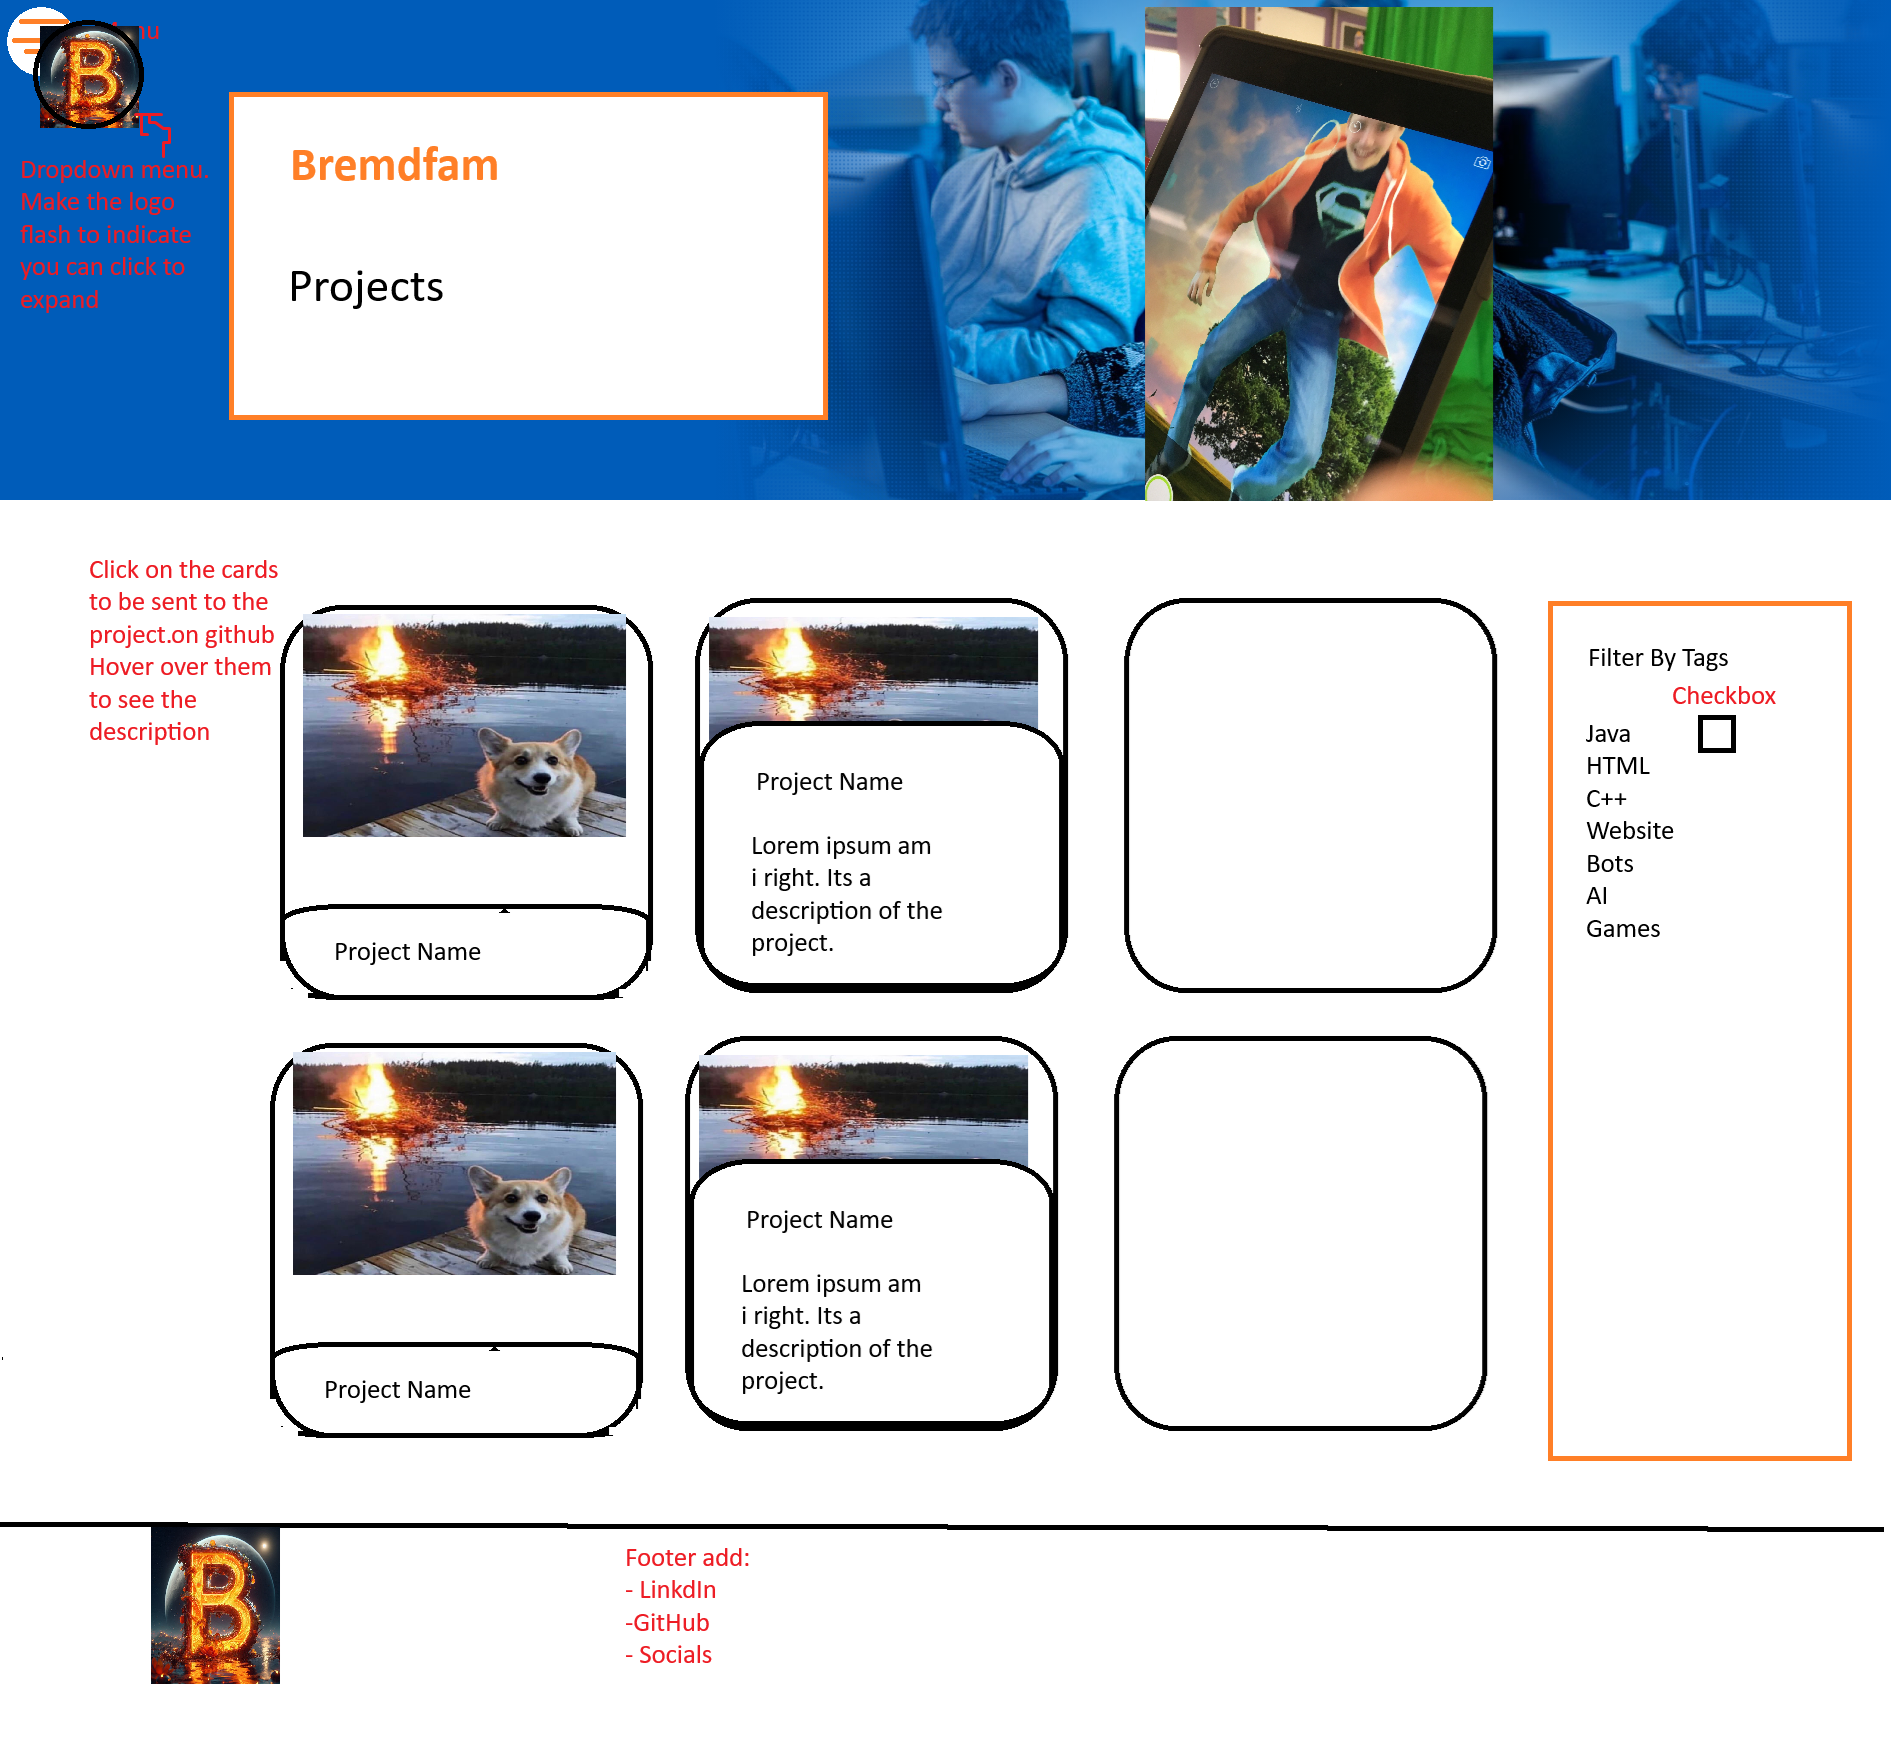 B
Dropdown menu.
Make the logo
flash to indicate
you can click to
expand
Bremdfam
Projects
S
Click on the cards
to be sent to the
project.on github
Hover over them
to see the
description
Project Name
Project Name
Lorem ipsum am
i right. Its a
description of the
project.
Project Name
Project Name
Lorem ipsum am
i right. Its a
description of the
project.
Filter By Tags
Checkbox
Java
HTML
C++
Website
Bots
AI
Games
B
Footer add:
- LinkdIn
-GitHub
- Socials